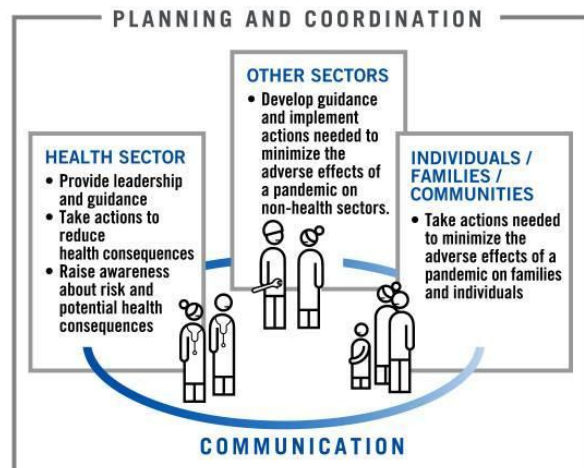 PLANNING AND COORDINATION
OTHER SECTORS
• Develop guidance
and implement
actions needed to
minimize the
adverse effects of
a pandemic on
non-health sectors.
HEALTH SECTOR
• Provide leadership
and guidance
• Take actions to
reduce
health consequences
• Raise awareness
about risk and
potential health
consequences
INDIVIDUALS /
FAMILIES /
COMMUNITIES
• Take actions needed
to minimize the
adverse effects of a
pandemic on families
and individuals
COMMUNICATION